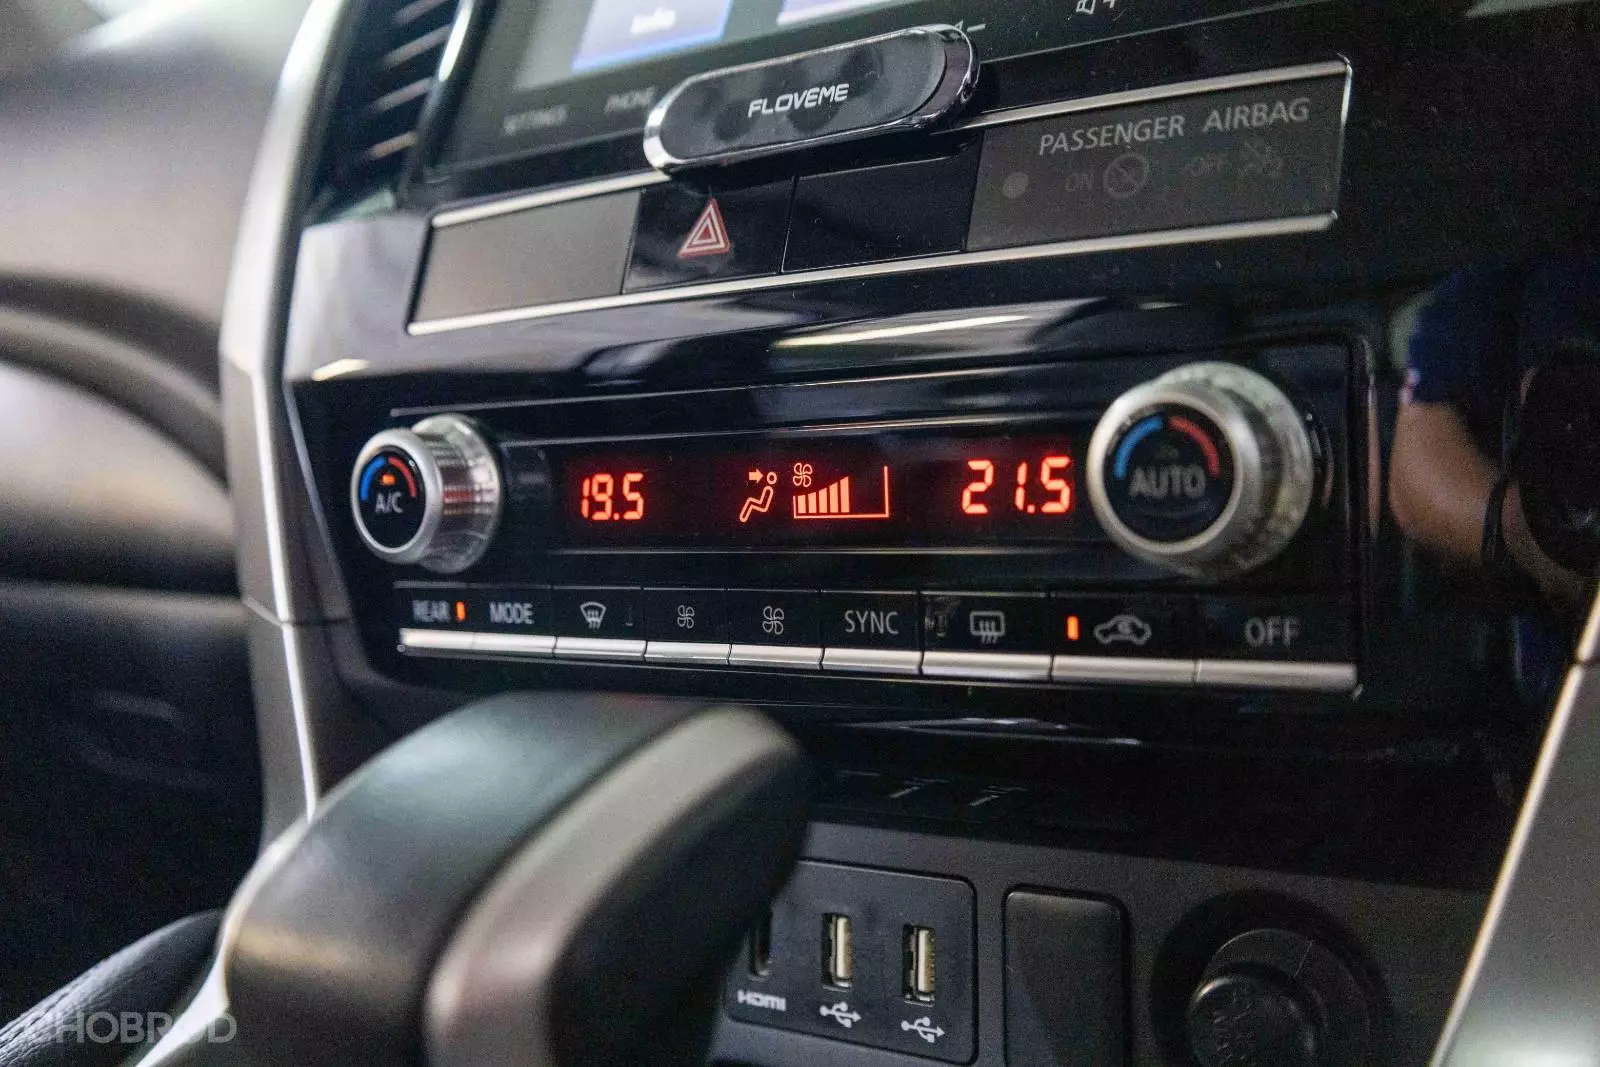 SETTINGS
PHONE
FLOVEME
PASSENGER AIRBAG
ON
OFF
A/C
19.5
21.5
AUTO
REAR
MODE
SYNC
OFF
HDMI
CHOBROD